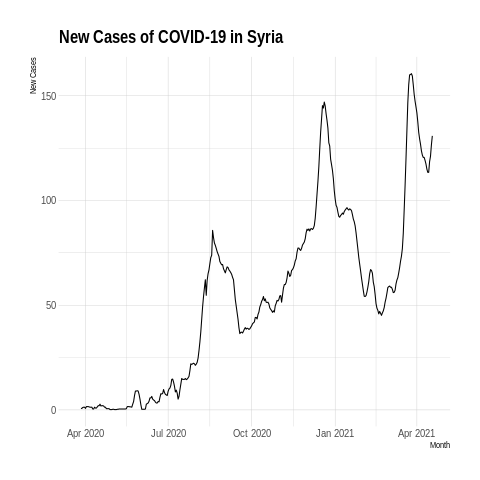 New Cases of COVID-19 in Syria
New Cases
150
100
50
0
Apr 2020 Jul 2020 Oct 2020 Jan 2021 Apr 2021
Month